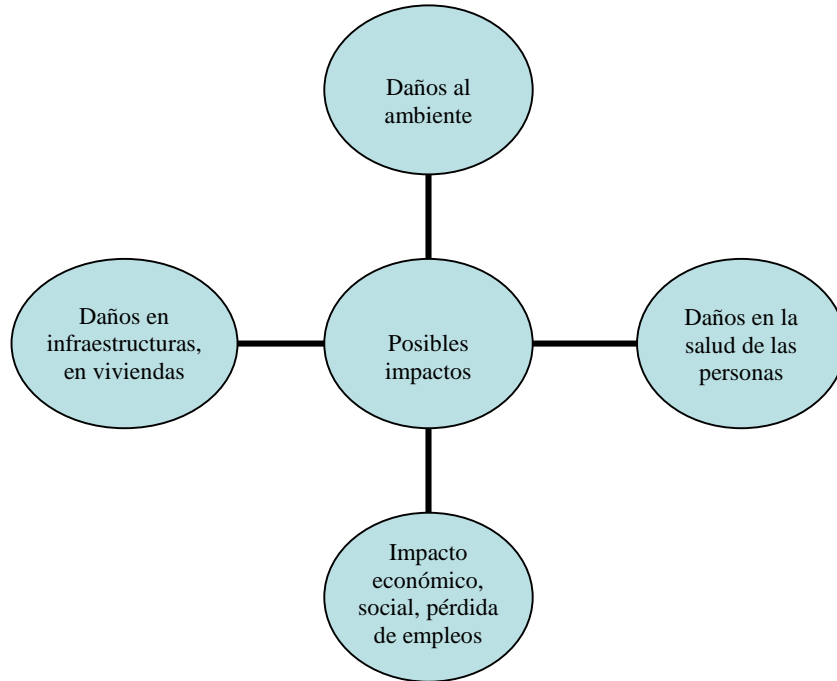 Daños al
ambiente
Daños en
infraestructuras,
en viviendas
Posibles
impactos
Daños en la
salud de las
personas
Impacto
económico,
social, pérdida
de empleos